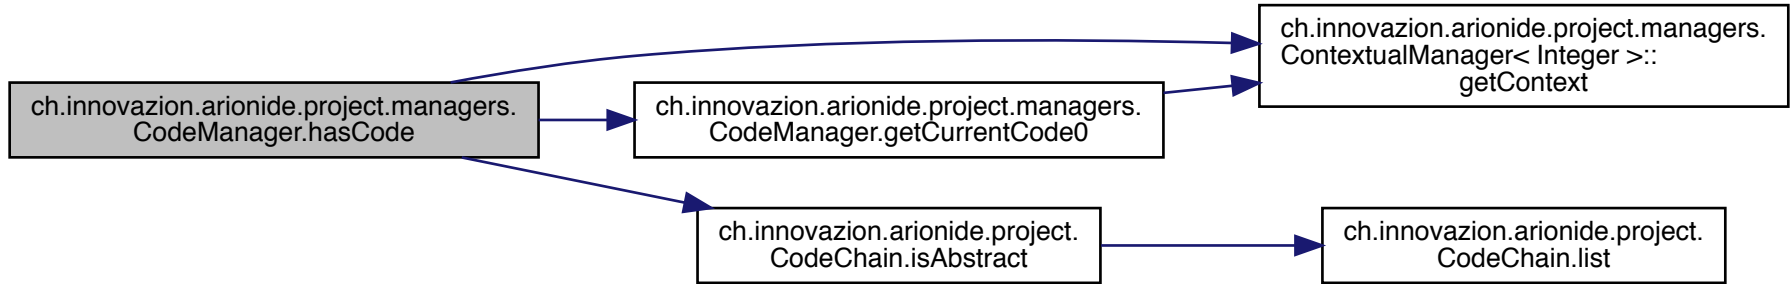 ch.innovazion.arionide.project.managers.
CodeManager.hasCode
ch.innovazion.arionide.project.managers.
CodeManager.getCurrentCode0
ch.innovazion.arionide.project.managers.
ContextualManager< Integer >::
getContext
ch.innovazion.arionide.project.
CodeChain.isAbstract
ch.innovazion.arionide.project.
CodeChain.list